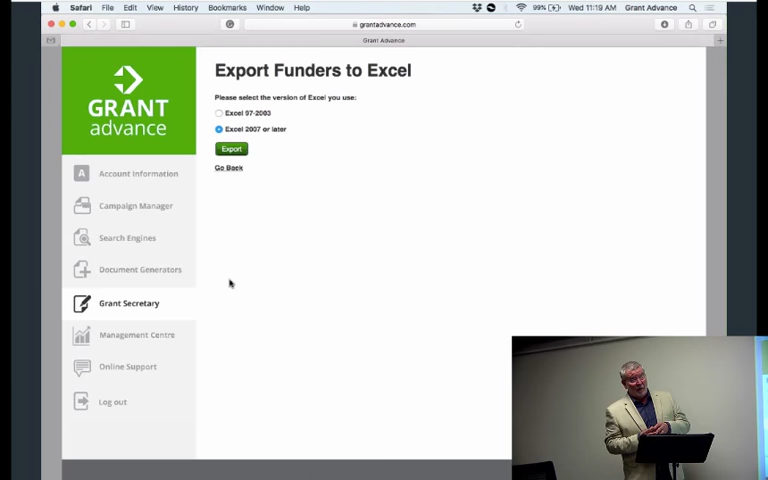 Safari File Edit View History Bookmarks Window Help 99% Wed 11:19 AM Grant Advance
grantadvance.com
Grant Advance
GRANT
advance
Export Funders to Excel
Please select the version of Excel you use:
Excel 97-2003
Excel 2007 or later
Export
Go Back
A Account Information
Campaign Manager
Search Engines
Document Generators
Grant Secretary
Management Centre
Online Support
Log out